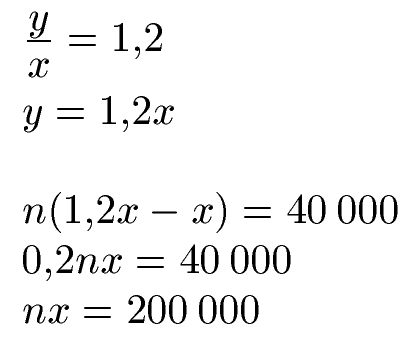 y/x = 1,2
y = 1,2x
n(1,2x − x) = 40 000
0,2nx = 40 000
nx = 200 000